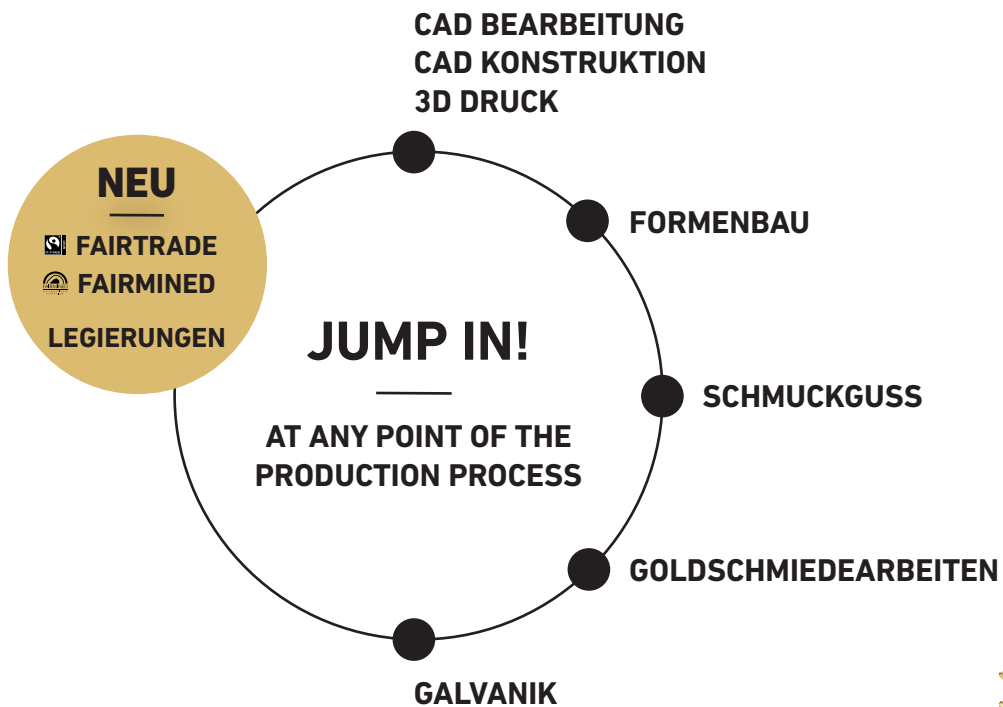 CAD BEARBEITUNG
CAD KONSTRUKTION
3D DRUCK
NEU
FAIRTRADE
FAIRMINED
LEGIERUNGEN
FORMENBAU
JUMP IN!
AT ANY POINT OF THE
PRODUCTION PROCESS
SCHMUCKGUSS
GOLDSCHMIEDEARBEITEN
GALVANIK